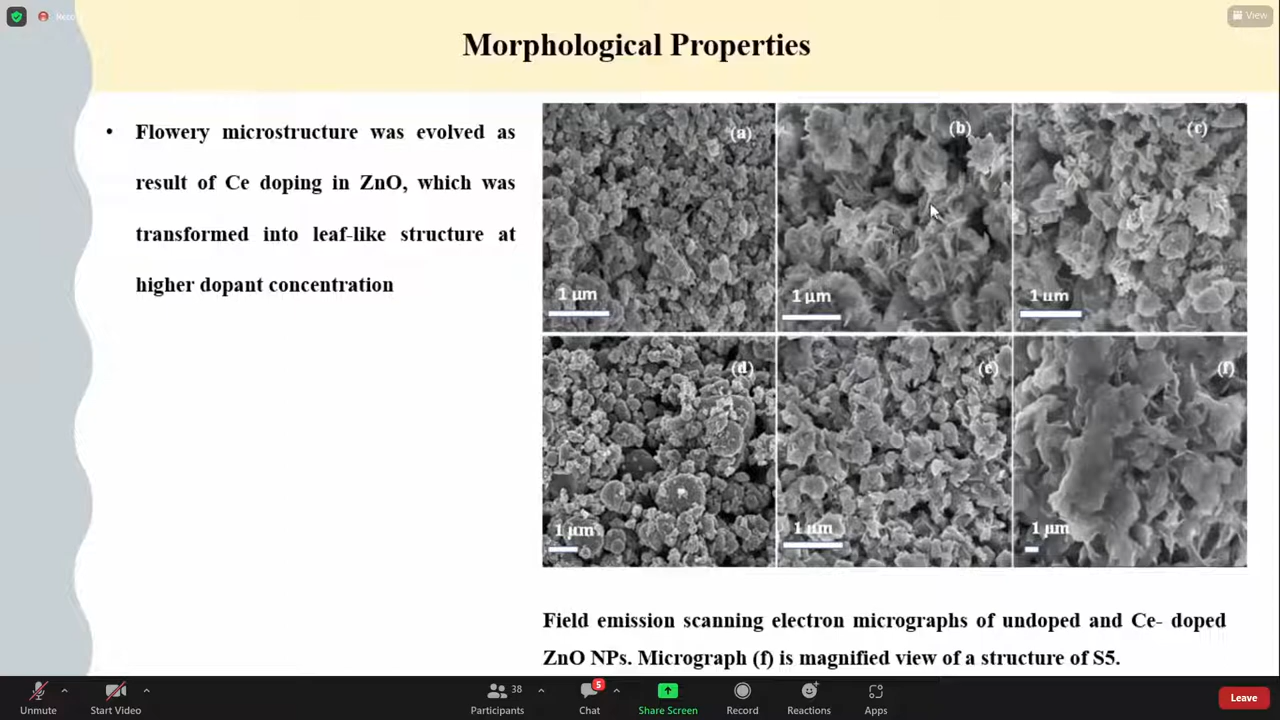 View
Morphological Properties
• Flowery microstructure was evolved as
result of Ce doping in ZnO, which was
transformed into leaf-like structure at
higher dopant concentration
(a)
(b)
(c)
1 μm
1 μm
1 μm
(d)
(e)
(f)
1 μm
1 μm
1 μm
Field emission scanning electron micrographs of undoped and Ce- doped
ZnO NPs. Micrograph (f) is magnified view of a structure of S5.
38
5
Unmute
Start Video
Participants
Chat
Share Screen
Record
Reactions
Apps
Leave